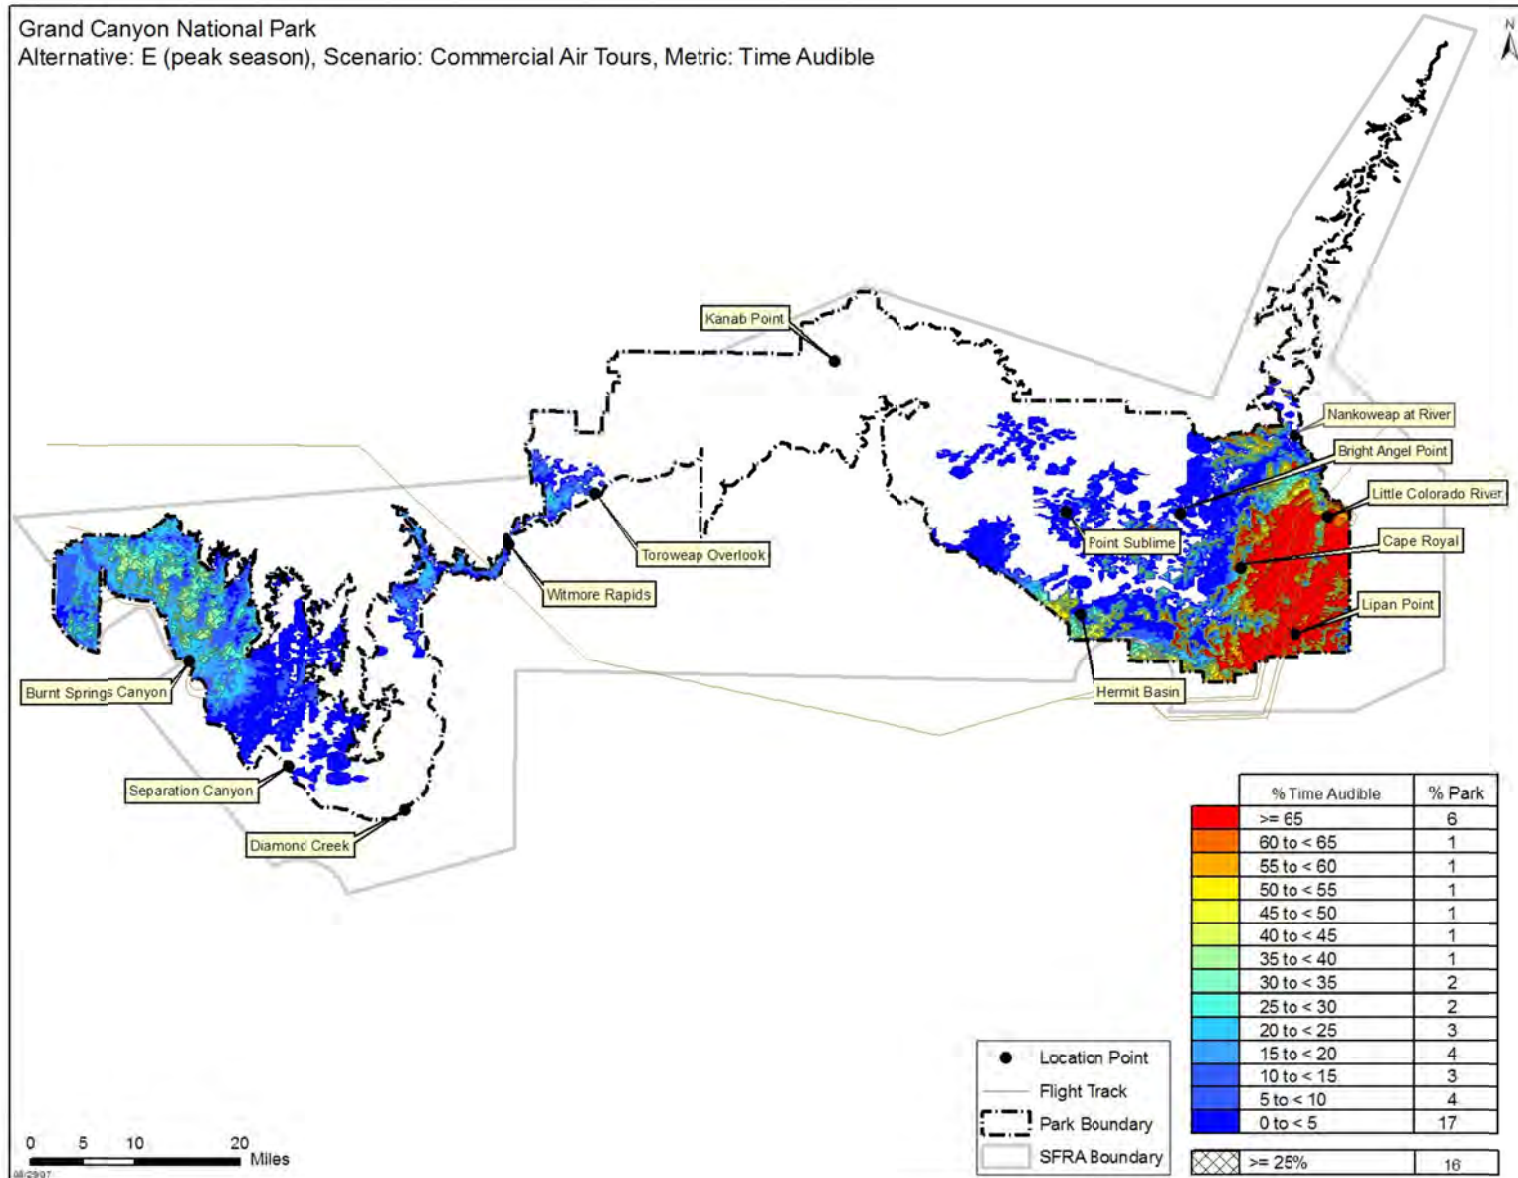 Grand Canyon National Park
Alternative: E (peak season), Scenario: Commercial Air Tours, Metric: Time Audible
N
Kanab Point
Nankoweap at River
Bright Angel Point
Little Colorado River
Point Sublime
Cape Royal
Toroweap Overlook
Witmore Rapids
Lipan Point
Burnt Springs Canyon
Hermit Basin
Separation Canyon
Diamond Creek
% Time Audible % Park
>= 65 6
60 to < 65 1
55 to < 60 1
50 to < 55 1
45 to < 50 1
40 to < 45 1
35 to < 40 1
30 to < 35 2
25 to < 30 2
20 to < 25 3
15 to < 20 4
10 to < 15 3
5 to < 10 4
0 to < 5 17
>= 25% 16
Location Point
Flight Track
Park Boundary
SFRA Boundary
0 5 10 20
Miles